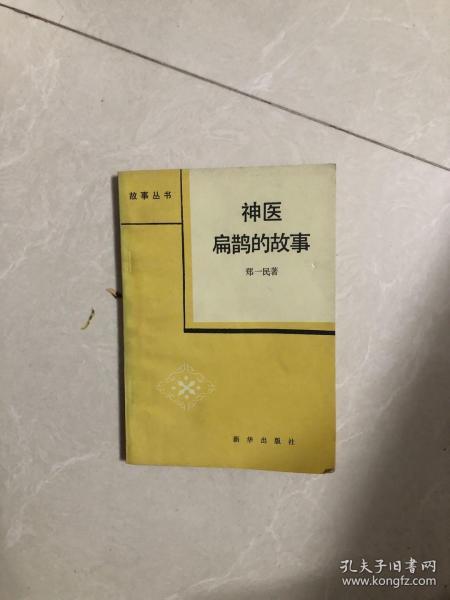 故事丛书
神医
扁鹊的故事
郑一民著
新华出版社
孔夫子旧书网
www.kongfz.com